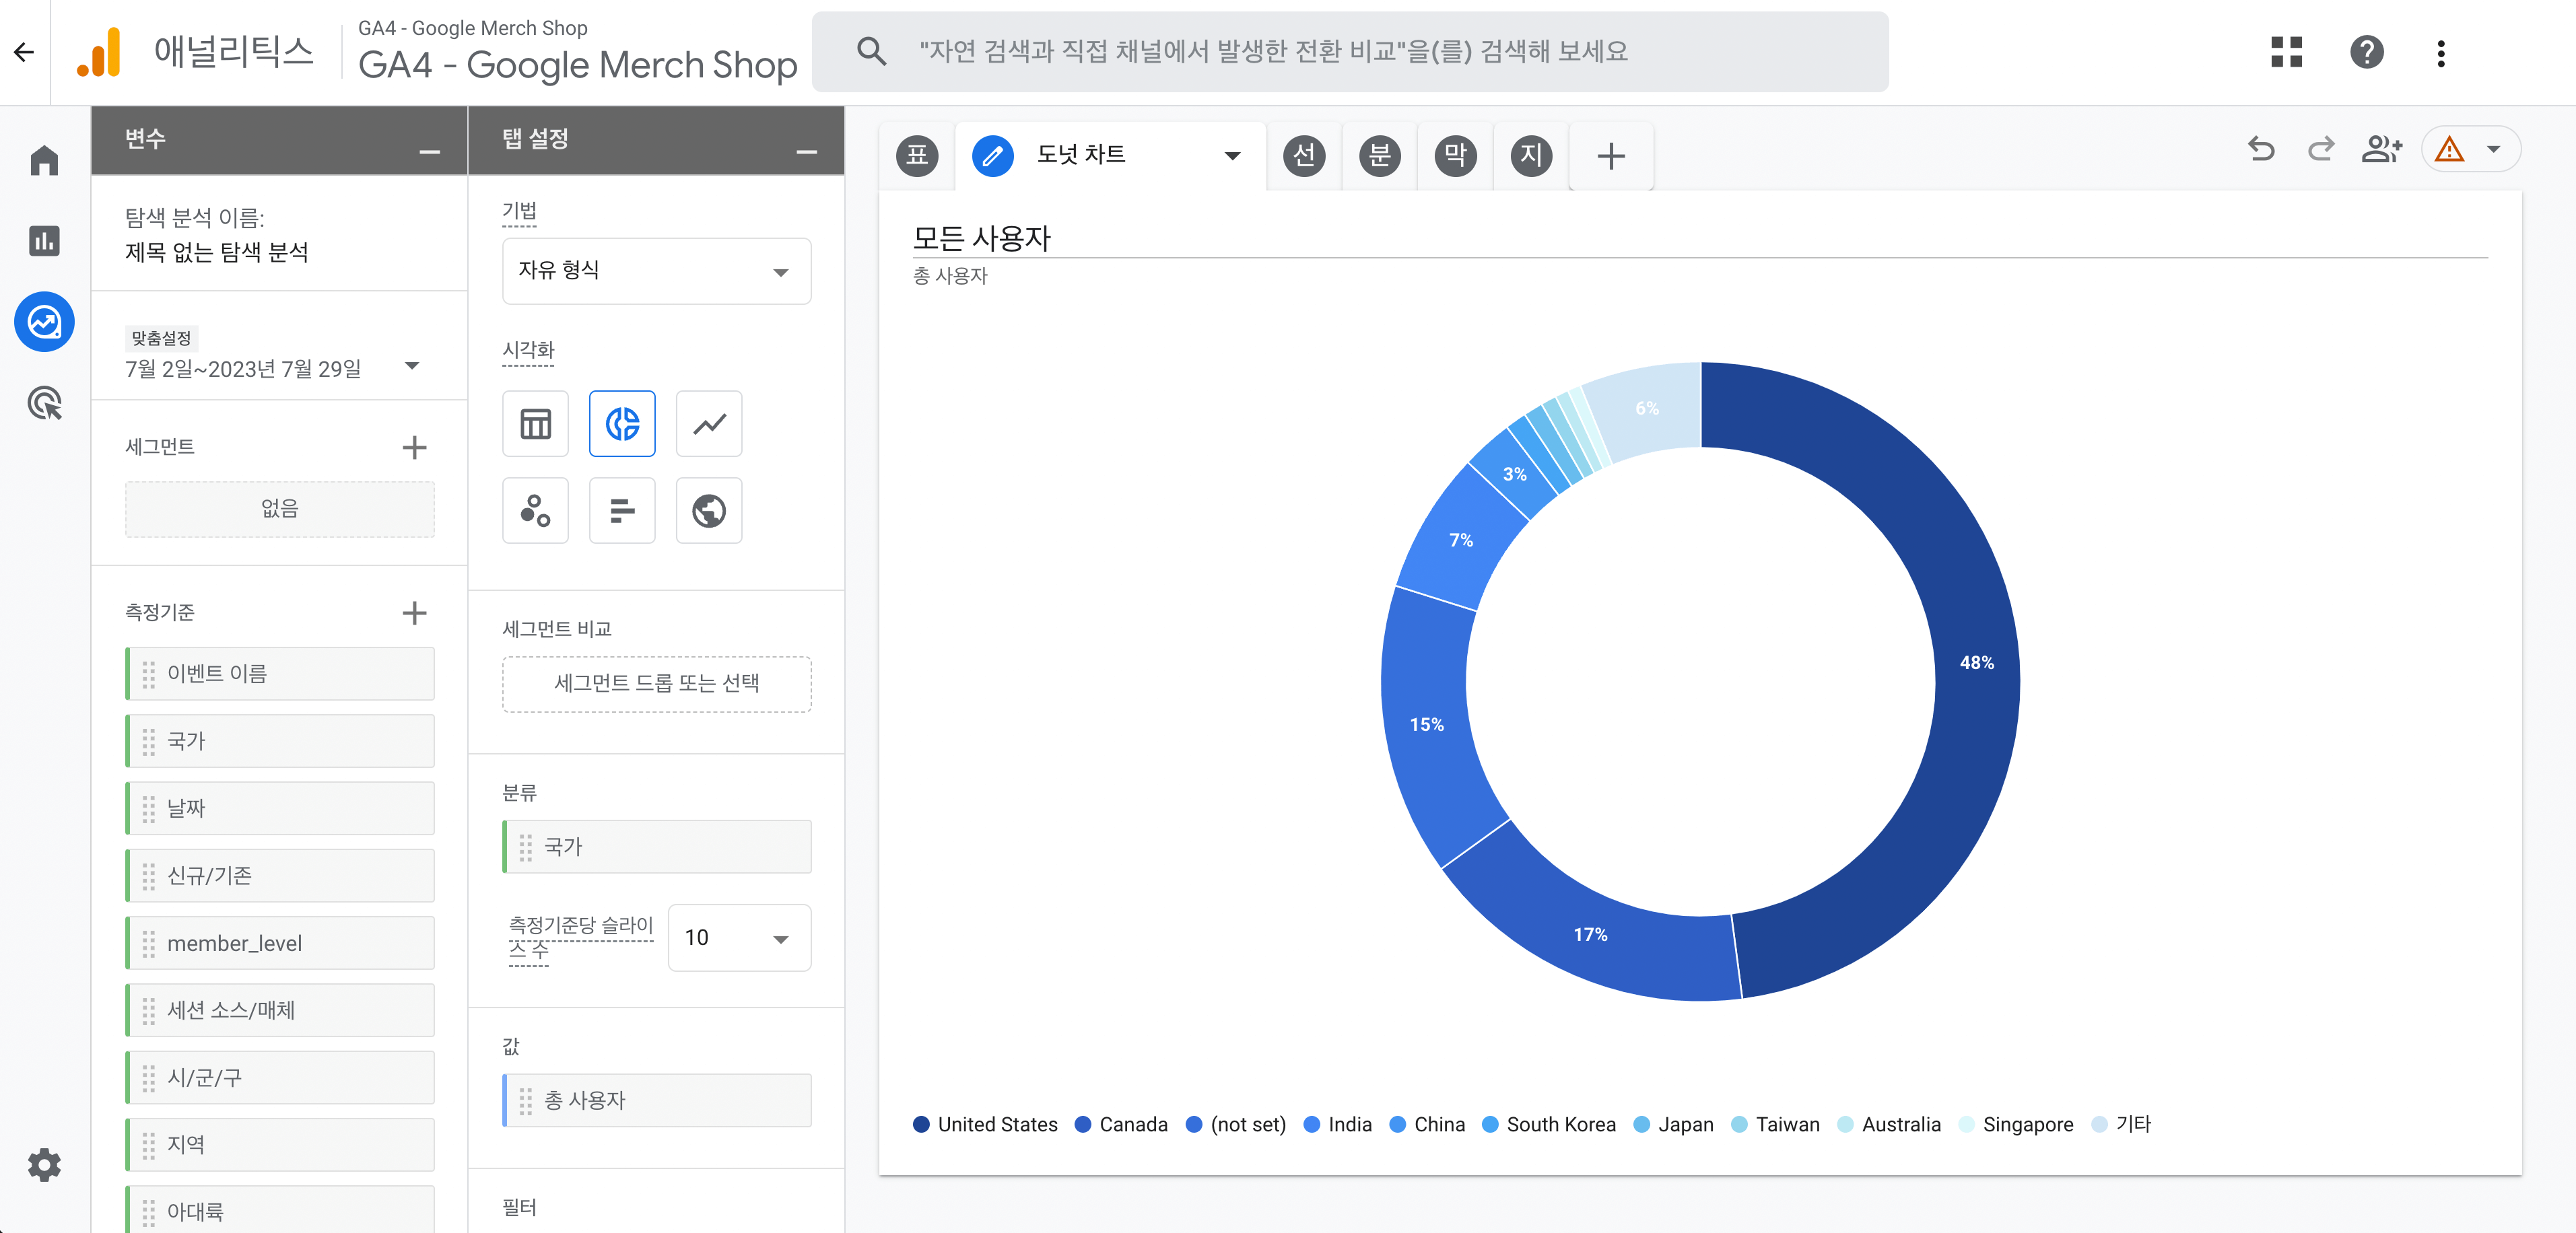 애널리틱스
GA4 - Google Merch Shop
GA4 - Google Merch Shop
"자연 검색과 직접 채널에서 발생한 전환 비교"을(를) 검색해 보세요
변수
탐색 분석 이름:
제목 없는 탐색 분석
맞춤설정
7월 2일~2023년 7월 29일
세그먼트
없음
측정기준
이벤트 이름
국가
날짜
신규/기존
member_level
세션 소스/매체
시/군/구
지역
아대륙
탭 설정
기법
자유 형식
시각화
세그먼트 비교
세그먼트 드롭 또는 선택
분류
국가
측정기준당 슬라이
스 수
10
값
총 사용자
필터
표 도넛 차트 선 분 막 지
모든 사용자
총 사용자
6%
3%
7%
48%
15%
17%
United States Canada (not set) India China South Korea Japan Taiwan Australia Singapore 기타